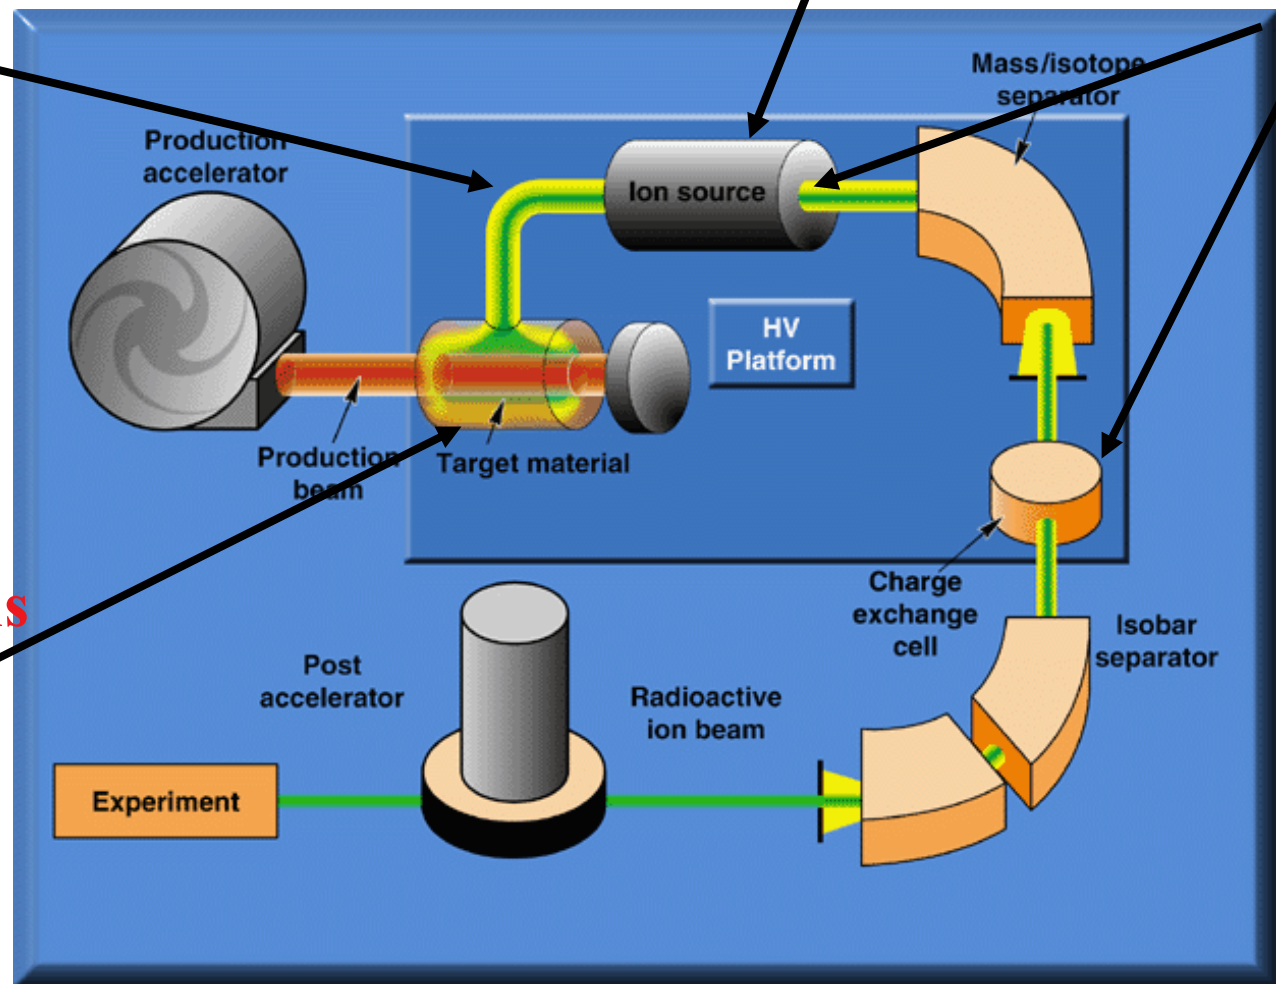 Mass/isotope
separator
Production
accelerator
Ion source
HV
Platform
Production
beam
Target material
Charge
exchange
cell
Isobar
separator
Post
accelerator
Radioactive
ion beam
Experiment